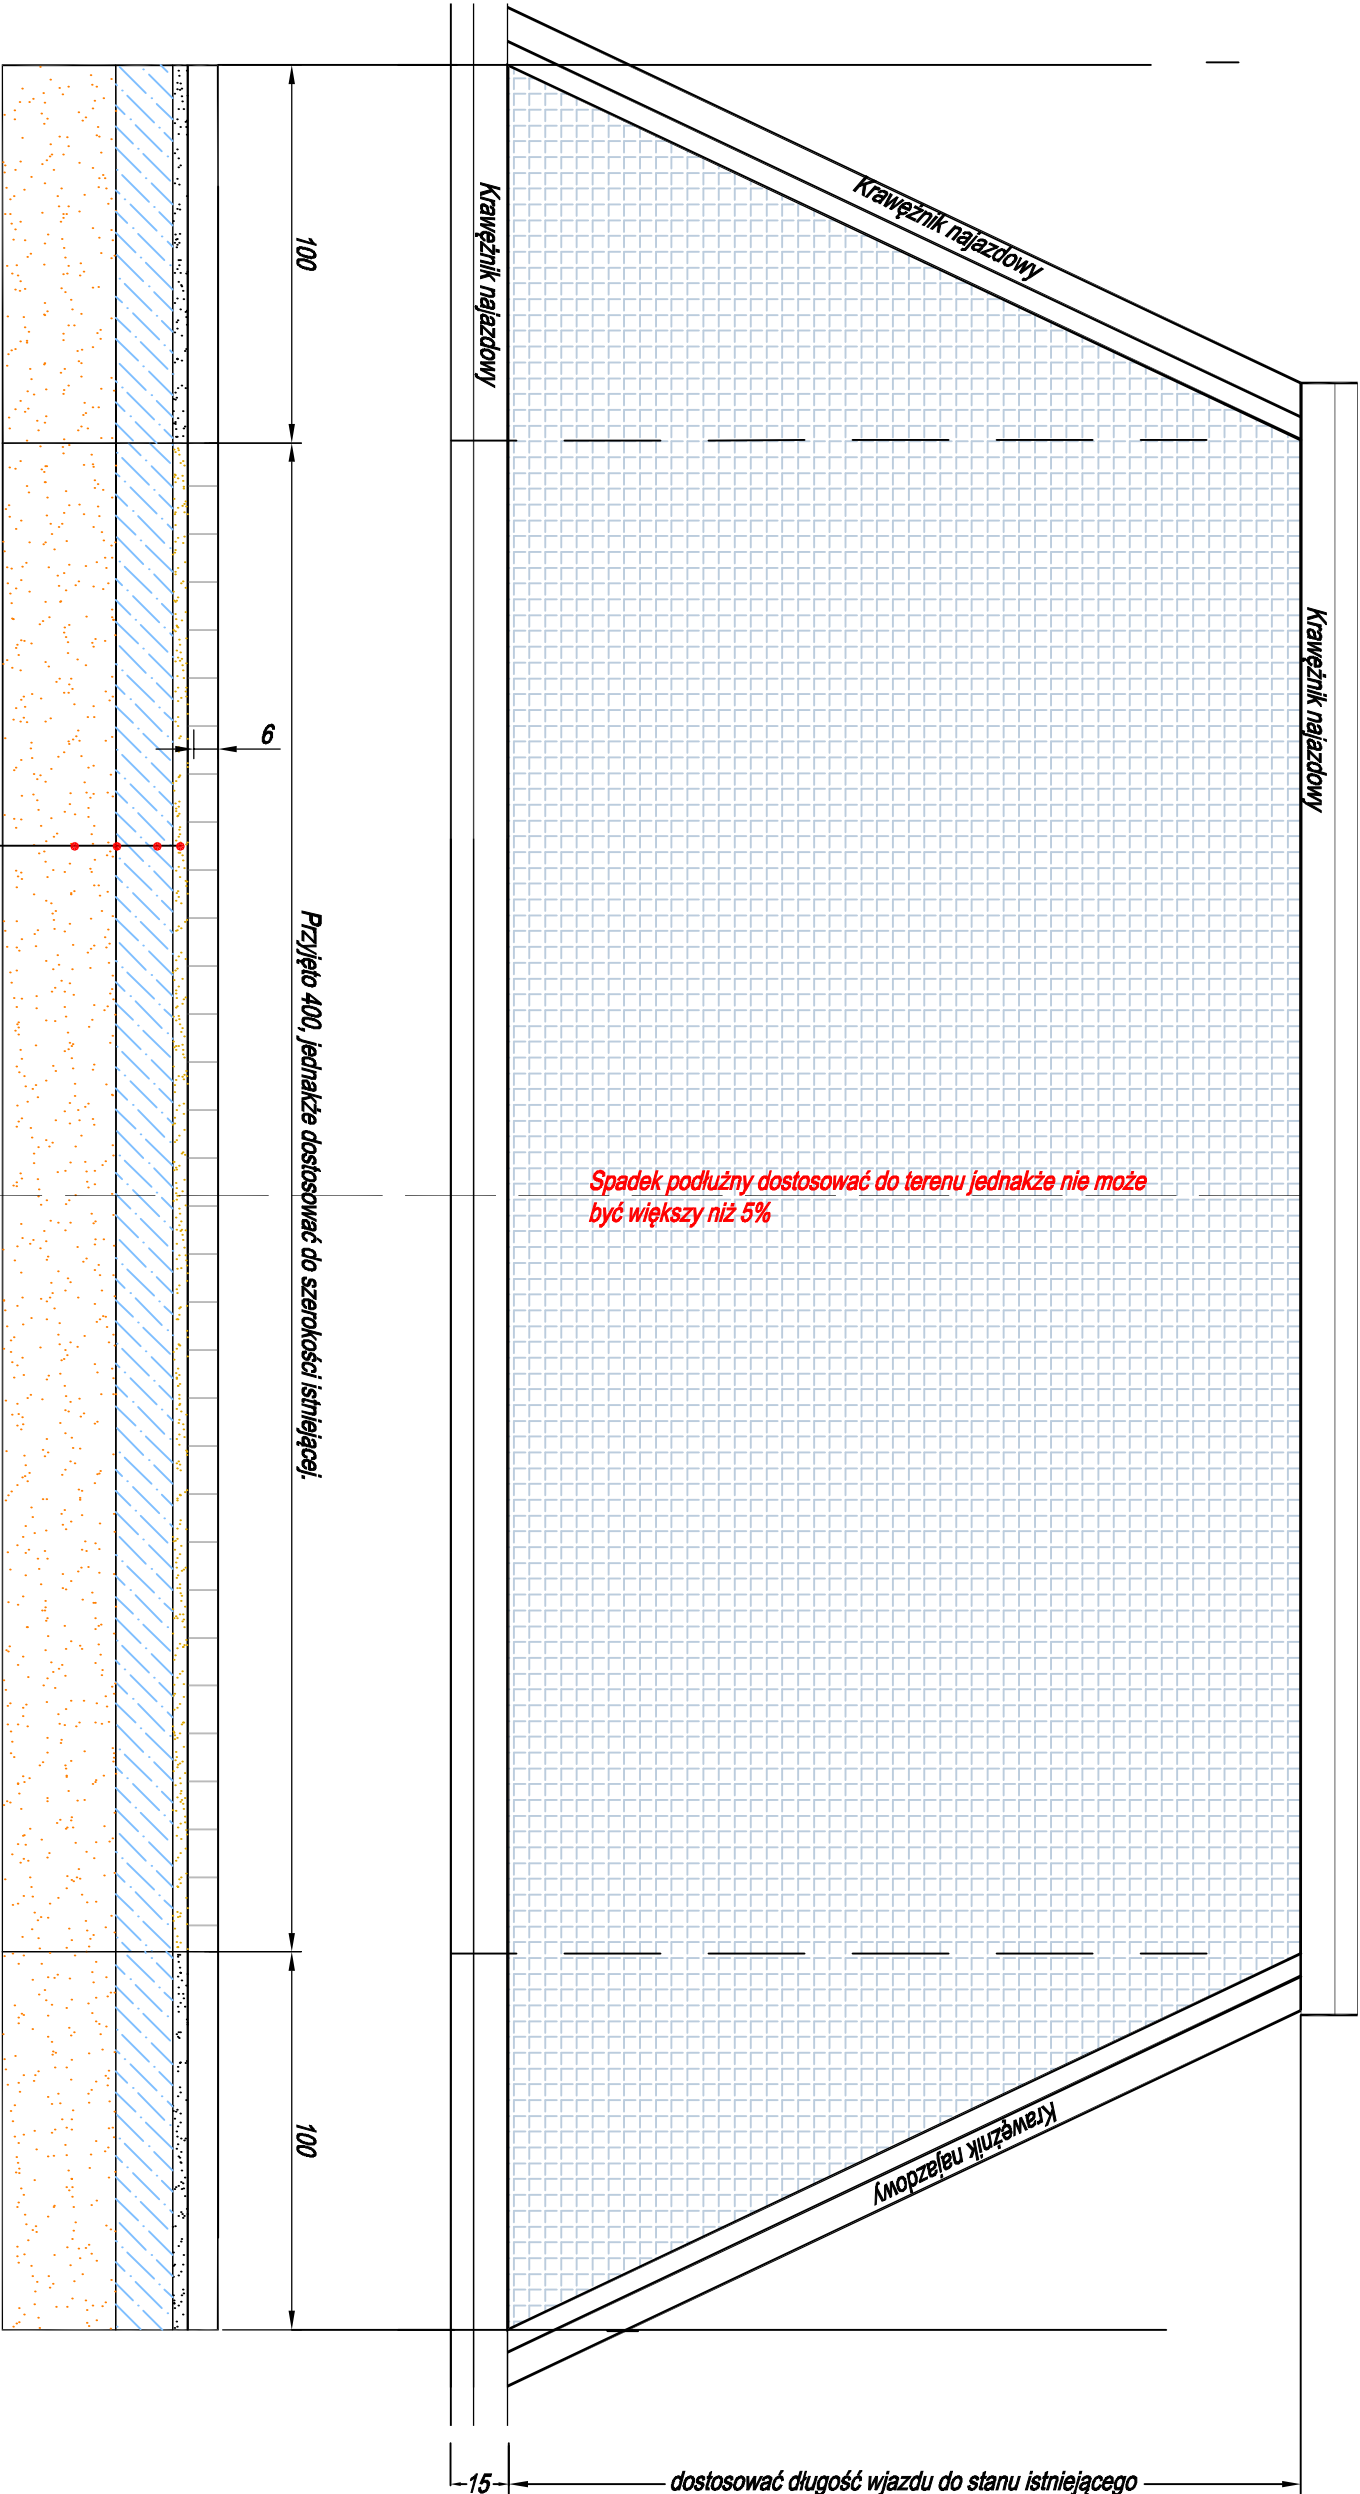 Krawężnik najazdowy
Krawężnik najazdowy
100
Krawężnik najazdowy
6
Przyjęto 400, jednakże dostosować do szerokości istniejącej.
Spadek podłużny dostosować do terenu jednakże nie może
być większy niż 5%
Krawężnik najazdowy
100
15
dostosować długość wjazdu do stanu istniejącego